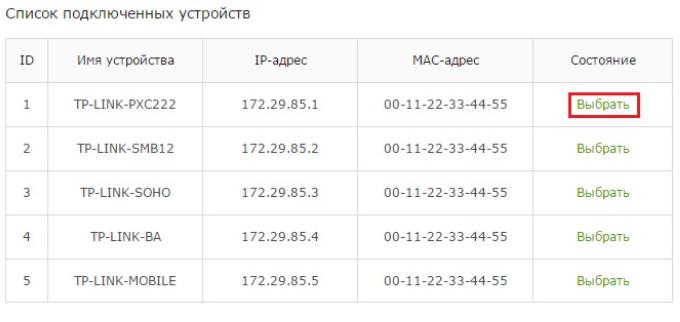 Список подключенных устройств
ID Имя устройства IP-адрес MAC-адрес Состояние
1 TP-LINK-PXC222 172.29.85.1 00-11-22-33-44-55 Выбрать
2 TP-LINK-SMB12 172.29.85.2 00-11-22-33-44-55 Выбрать
3 TP-LINK-SOHO 172.29.85.3 00-11-22-33-44-55 Выбрать
4 TP-LINK-BA 172.29.85.4 00-11-22-33-44-55 Выбрать
5 TP-LINK-MOBILE 172.29.85.5 00-11-22-33-44-55 Выбрать